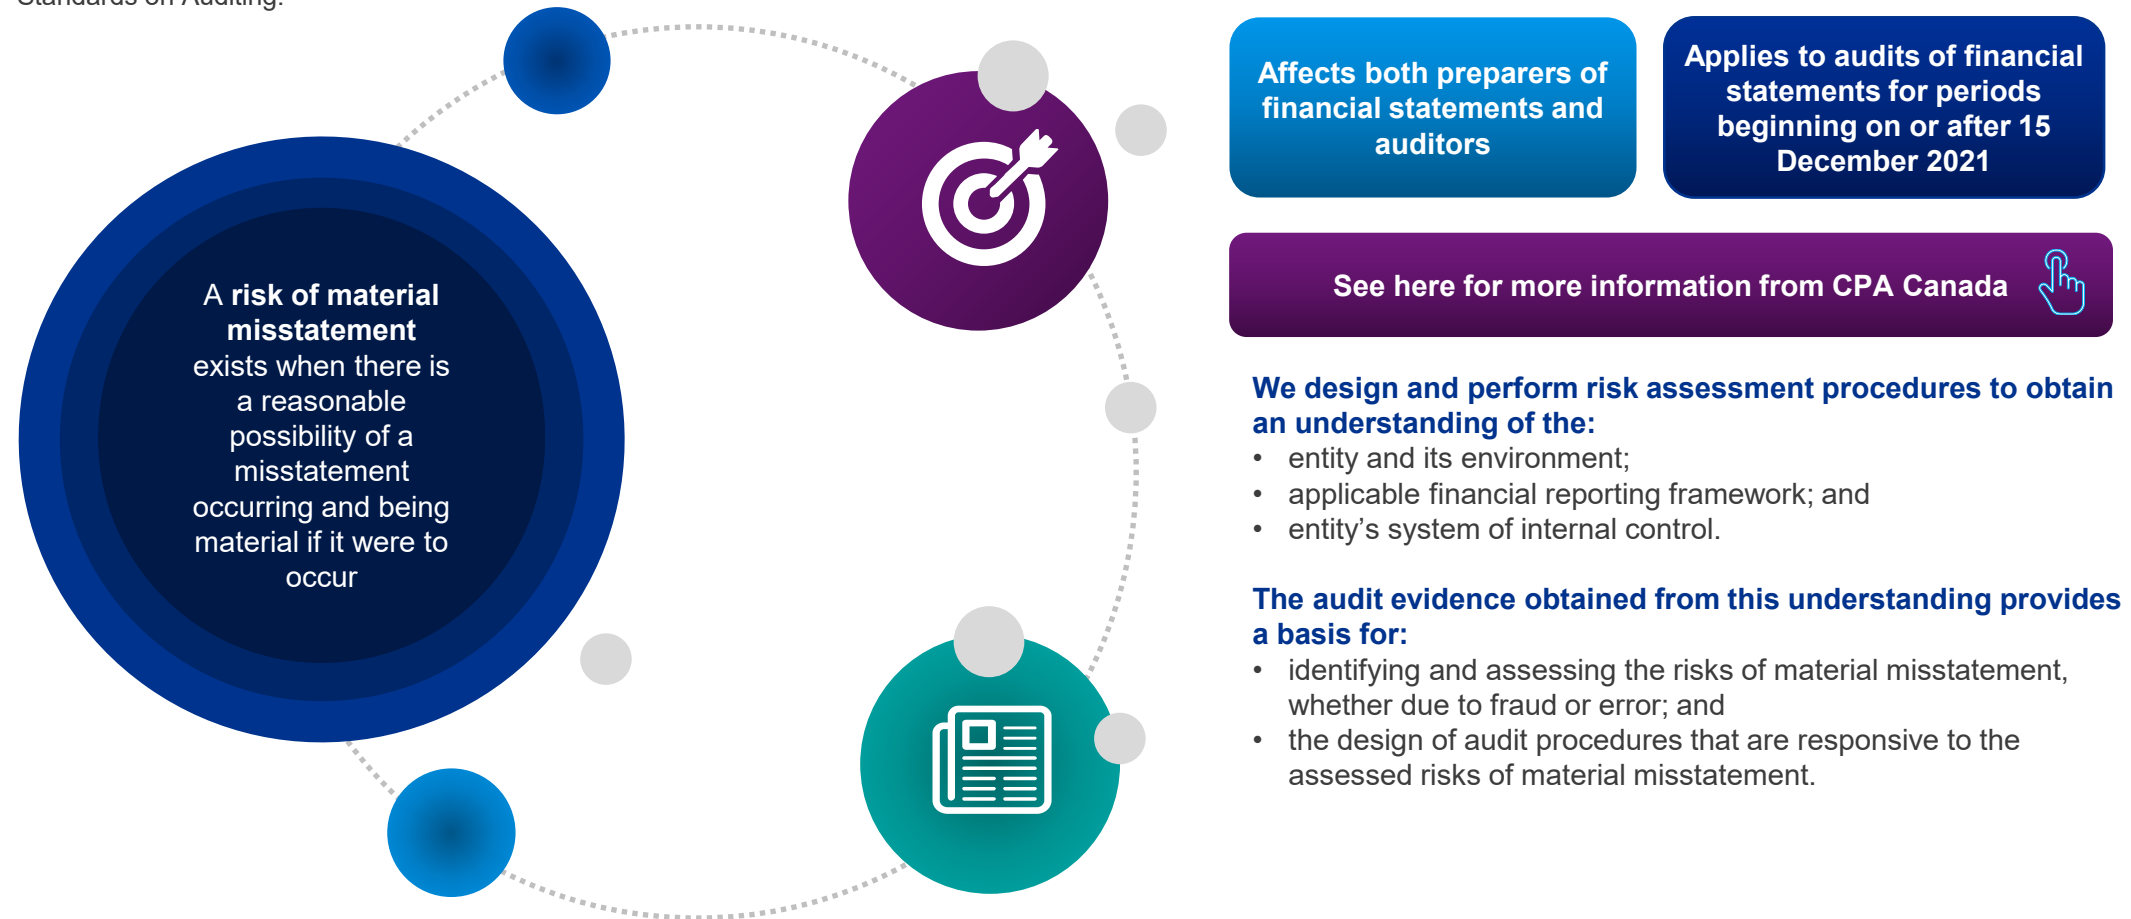 Standards on Auditing.
A risk of material
misstatement
exists when there is
a reasonable
possibility of a
misstatement
occurring and being
material if it were to
occur
Affects both preparers of
financial statements and
auditors
Applies to audits of financial
statements for periods
beginning on or after 15
December 2021
See here for more information from CPA Canada
We design and perform risk assessment procedures to obtain
an understanding of the:
• entity and its environment;
• applicable financial reporting framework; and
• entity’s system of internal control.
The audit evidence obtained from this understanding provides
a basis for:
• identifying and assessing the risks of material misstatement,
whether due to fraud or error; and
• the design of audit procedures that are responsive to the
assessed risks of material misstatement.